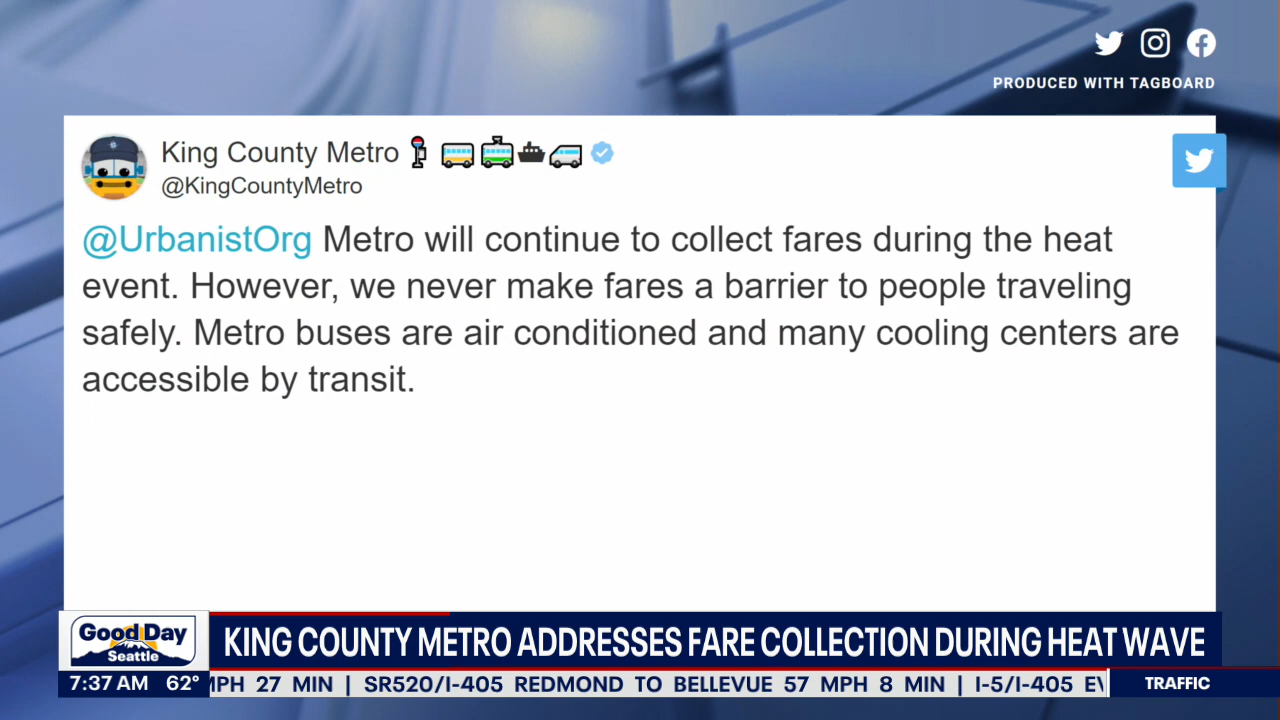 PRODUCED WITH TAGBOARD
King County Metro
@KingCountyMetro
@UrbanistOrg Metro will continue to collect fares during the heat
event. However, we never make fares a barrier to people traveling
safely. Metro buses are air conditioned and many cooling centers are
accessible by transit.
Good Day
Seattle
KING COUNTY METRO ADDRESSES FARE COLLECTION DURING HEAT WAVE
7:37 AM 62° MPH 27 MIN | SR520/I-405 REDMOND TO BELLEVUE 57 MPH 8 MIN | I-5/I-405 TRAFFIC